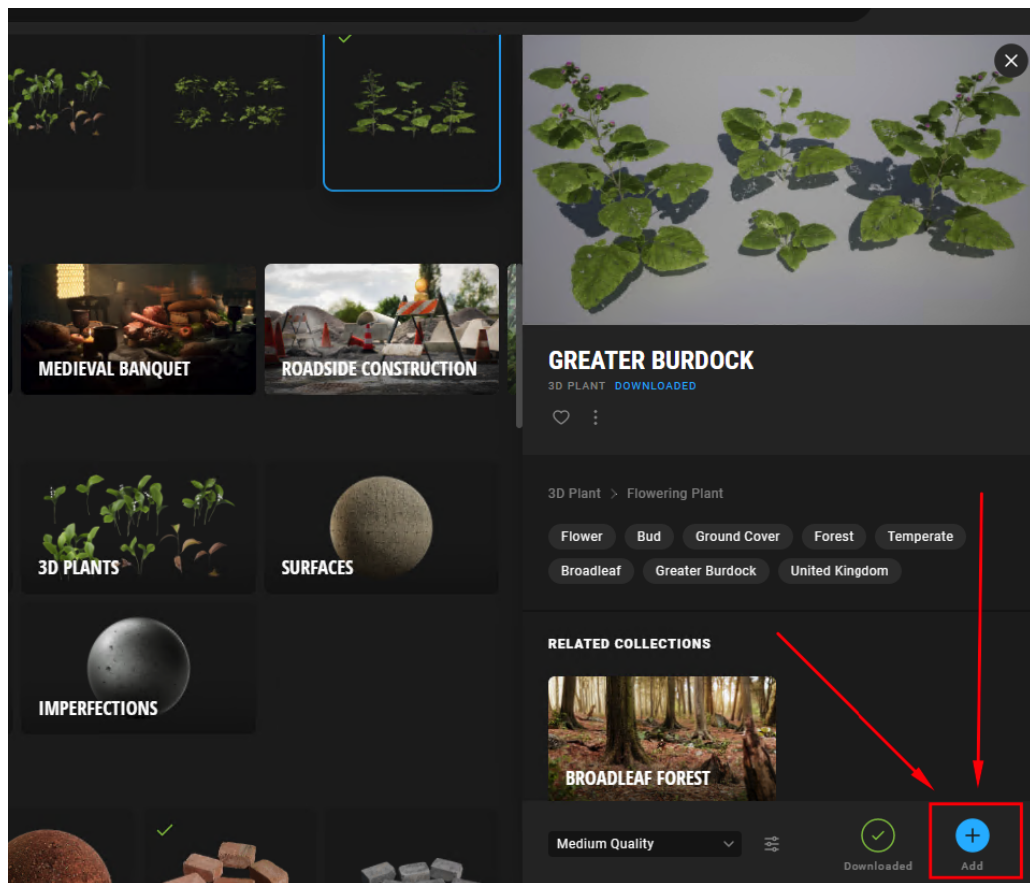 MEDIEVAL BANQUET
ROADSIDE CONSTRUCTION
3D PLANTS
SURFACES
IMPERFECTIONS
GREATER BURDOCK
3D PLANT DOWNLOADED
3D Plant > Flowering Plant
Flower Bud Ground Cover Forest Temperate
Broadleaf Greater Burdock United Kingdom
RELATED COLLECTIONS
BROADLEAF FOREST
Medium Quality
Downloaded
Add